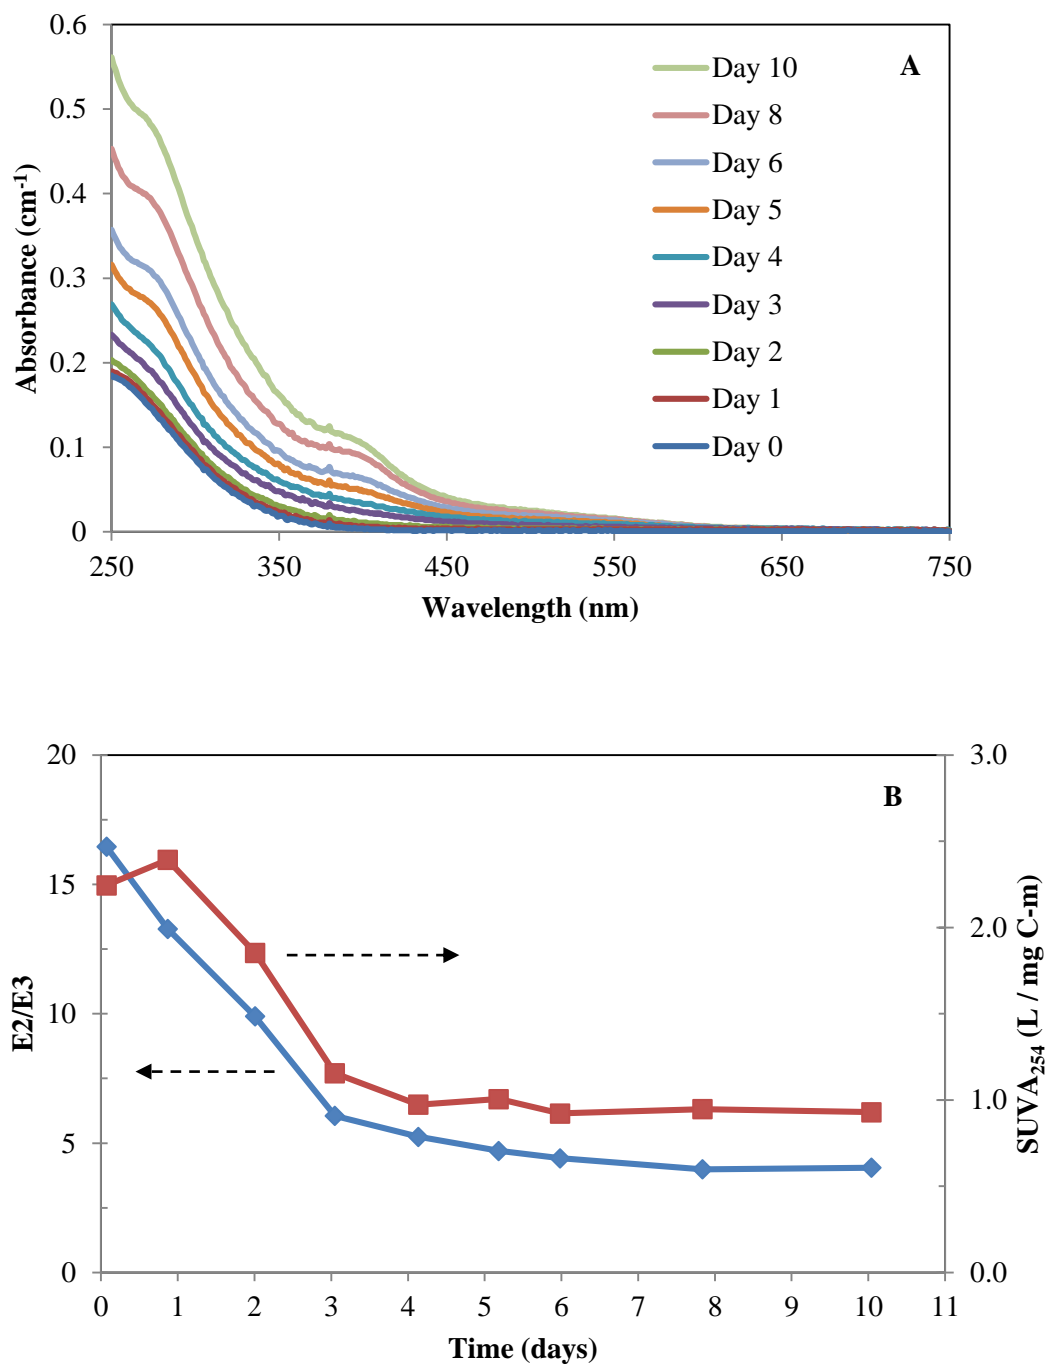 0.6
0.5
0.4
0.3
0.2
0.1
0
Absorbance (cm-1)
A
Day 10
Day 8
Day 6
Day 5
Day 4
Day 3
Day 2
Day 1
Day 0
250 350 450 550 650 750
Wavelength (nm)
20
15
10
5
0
E2/E3
B
3.0
2.0
1.0
0.0
SUVA254 (L / mg C-m)
0 1 2 3 4 5 6 7 8 9 10 11
Time (days)